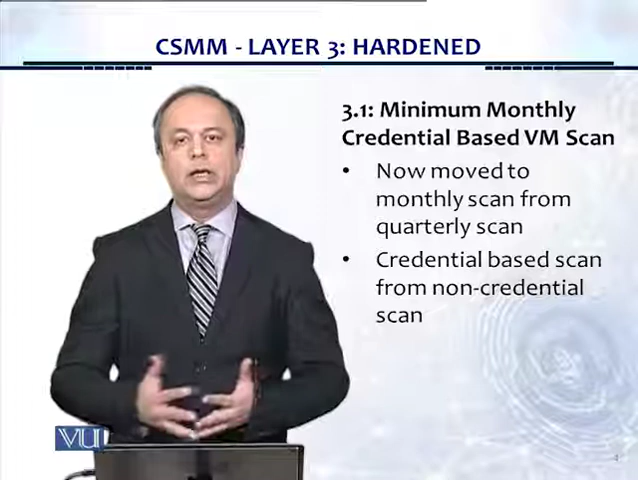 CSMM - LAYER 3: HARDENED
3.1: Minimum Monthly
Credential Based VM Scan
• Now moved to
monthly scan from
quarterly scan
• Credential based scan
from non-credential
scan
VU
4